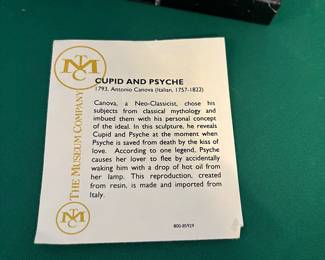 TMC
CUPID AND PSYCHE
1793, Antonio Canova (Italian, 1757-1822)
Canova, a Neo-Classicist, chose his
subjects from classical mythology and
imbued them with his personal concept
of the ideal. In this sculpture, he reveals
Cupid and Psyche at the moment when
Psyche is saved from death by the kiss of
love. According to one legend, Psyche
causes her lover to flee by accidentally
waking him with a drop of hot oil from
her lamp. This reproduction, created
from resin, is made and imported from
Italy.
THE MUSEUM COMPANY
TMC
800-85929